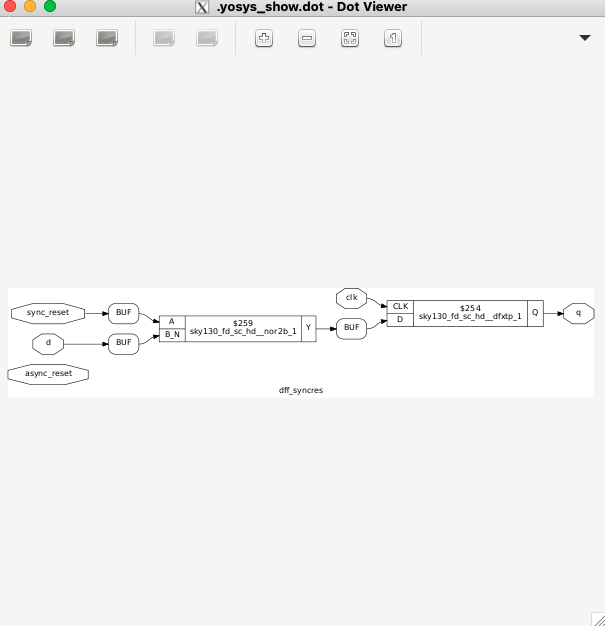 .yosys_show.dot - Dot Viewer
sync_reset
BUF
d
BUF
async_reset
A
B_N
$259
sky130_fd_sc_hd__nor2b_1
Y
BUF
clk
CLK
D
$254
sky130_fd_sc_hd__dfxtp_1
Q
q
dff_syncres